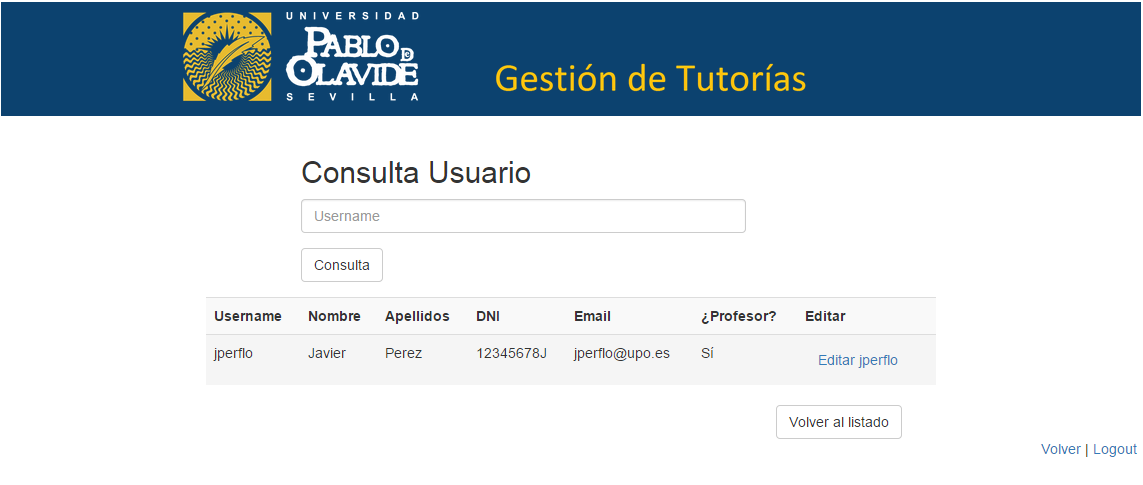 UNIVERSIDAD
PABLO DE
OLAVIDE
SEVILLA
Gestión de Tutorías
Consulta Usuario
Username
Consulta
Username Nombre Apellidos DNI Email ¿Profesor? Editar
jperflo Javier Perez 12345678J jperflo@upo.es Sí Editar jperflo
Volver al listado
Volver | Logout